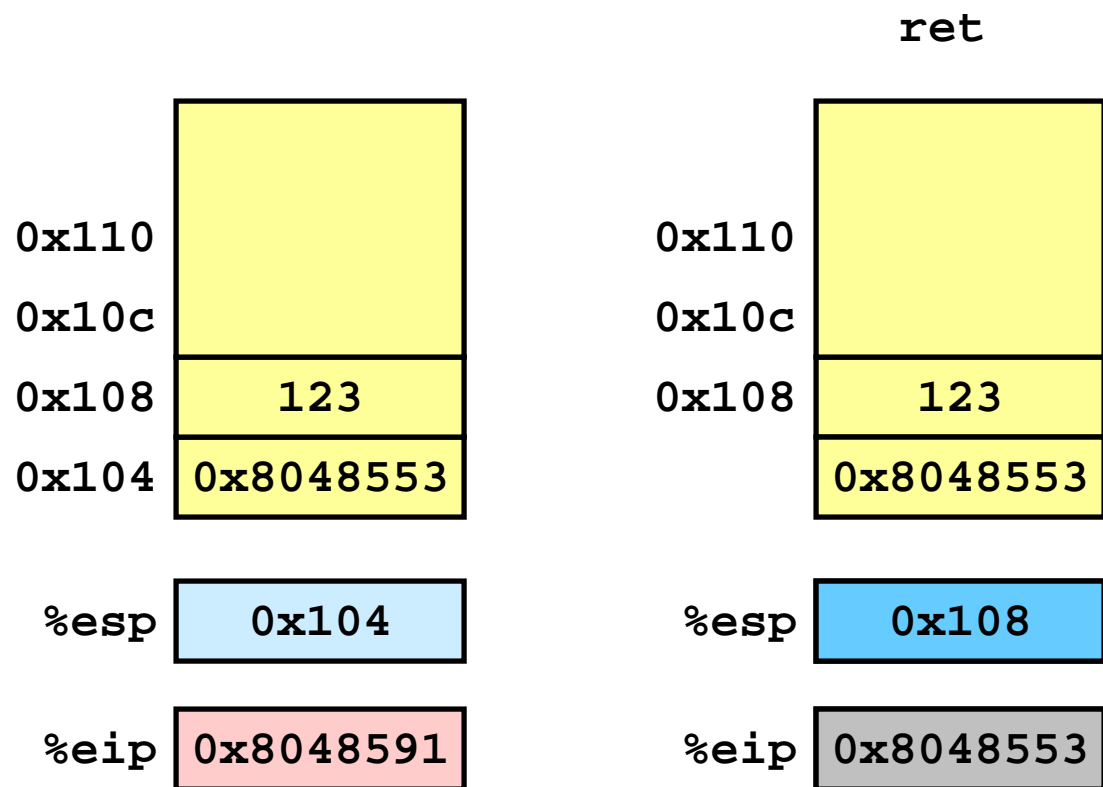 ret
0x110 0x110
0x10c 0x10c
0x108 123 0x108 123
0x104 0x8048553 0x8048553
%esp 0x104 %esp 0x108
%eip 0x8048591 %eip 0x8048553